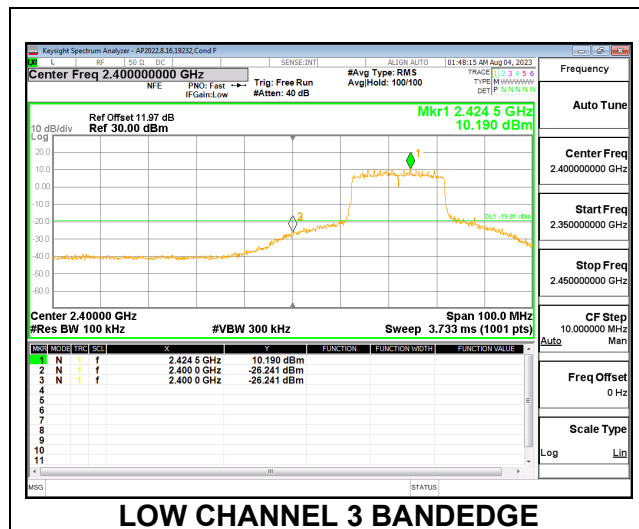 Keysight Spectrum Analyzer - AP2022.8.16,19232,Cond F
L RF 50 Ω DC SENSE:INT ALIGN AUTO 01:48:15 AM Aug 04, 2023
Center Freq 2.400000000 GHz
NFE
PNO: Fast
IFGain:Low
Trig: Free Run
#Atten: 40 dB
#Avg Type: RMS
Avg|Hold: 100/100
TRACE 1 2 3 4 5 6
TYPE M WWWWW
DET P N N N N N
Frequency
Auto Tune
Center Freq
2.400000000 GHz
Start Freq
2.350000000 GHz
Stop Freq
2.450000000 GHz
CF Step
10.000000 MHz
Auto Man
Freq Offset
0 Hz
Scale Type
Log Lin
Ref Offset 11.97 dB
10 dB/div Ref 30.00 dBm
Log
Mkr1 2.424 5 GHz
10.190 dBm
20.0
10.0
0.00
-10.0
-20.0
-30.0
-40.0
-50.0
-60.0
1
3
Center 2.40000 GHz Span 100.0 MHz
#Res BW 100 kHz #VBW 300 kHz Sweep 3.733 ms (1001 pts)
MKR MODE TRC SCL X Y FUNCTION FUNCTION WIDTH FUNCTION VALUE
1 N 1 f 2.424 5 GHz 10.190 dBm
2 N 1 f 2.400 0 GHz -26.241 dBm
3 N 1 f 2.400 0 GHz -26.241 dBm
4
5
6
7
8
9
10
11
MSG STATUS
LOW CHANNEL 3 BANDEDGE